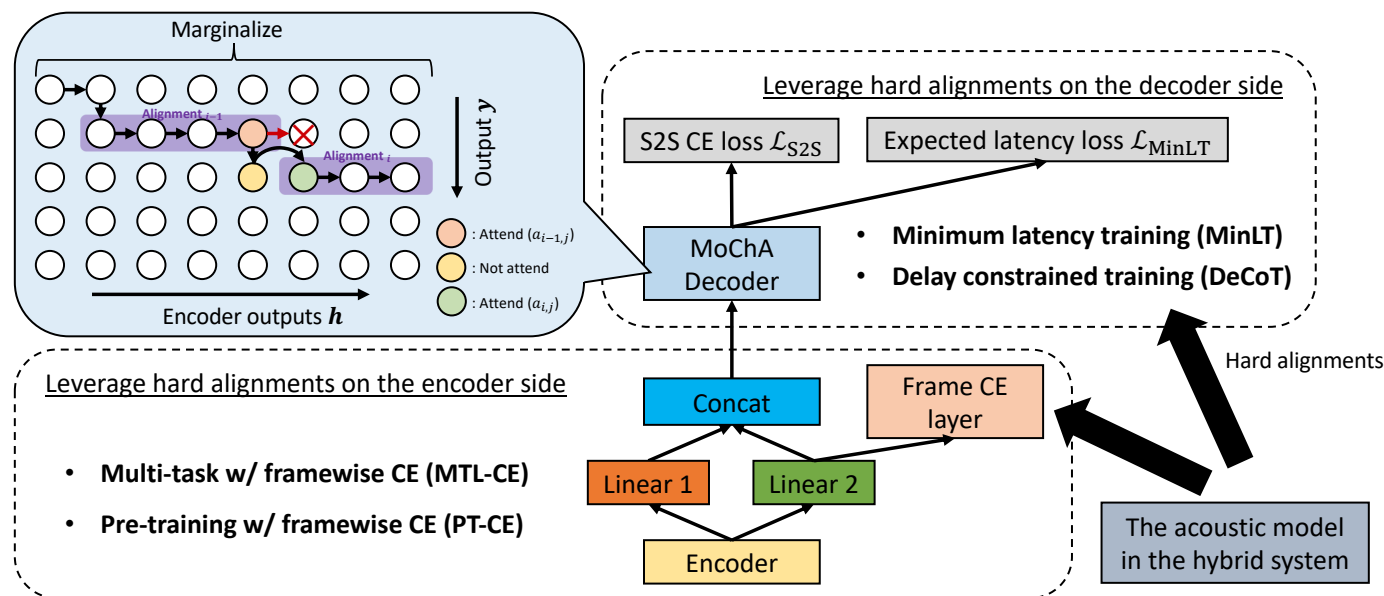 Marginalize
Alignment i−1
Alignment i
Output y
: Attend (a_{i−1,j})
: Not attend
: Attend (a_{i,j})
Encoder outputs h
Leverage hard alignments on the decoder side
S2S CE loss ℒ_S2S
Expected latency loss ℒ_MinLT
MoChA
Decoder
• Minimum latency training (MinLT)
• Delay constrained training (DeCoT)
Hard alignments
Leverage hard alignments on the encoder side
Concat
Frame CE
layer
• Multi-task w/ framewise CE (MTL-CE)
• Pre-training w/ framewise CE (PT-CE)
Linear 1
Linear 2
Encoder
The acoustic model
in the hybrid system